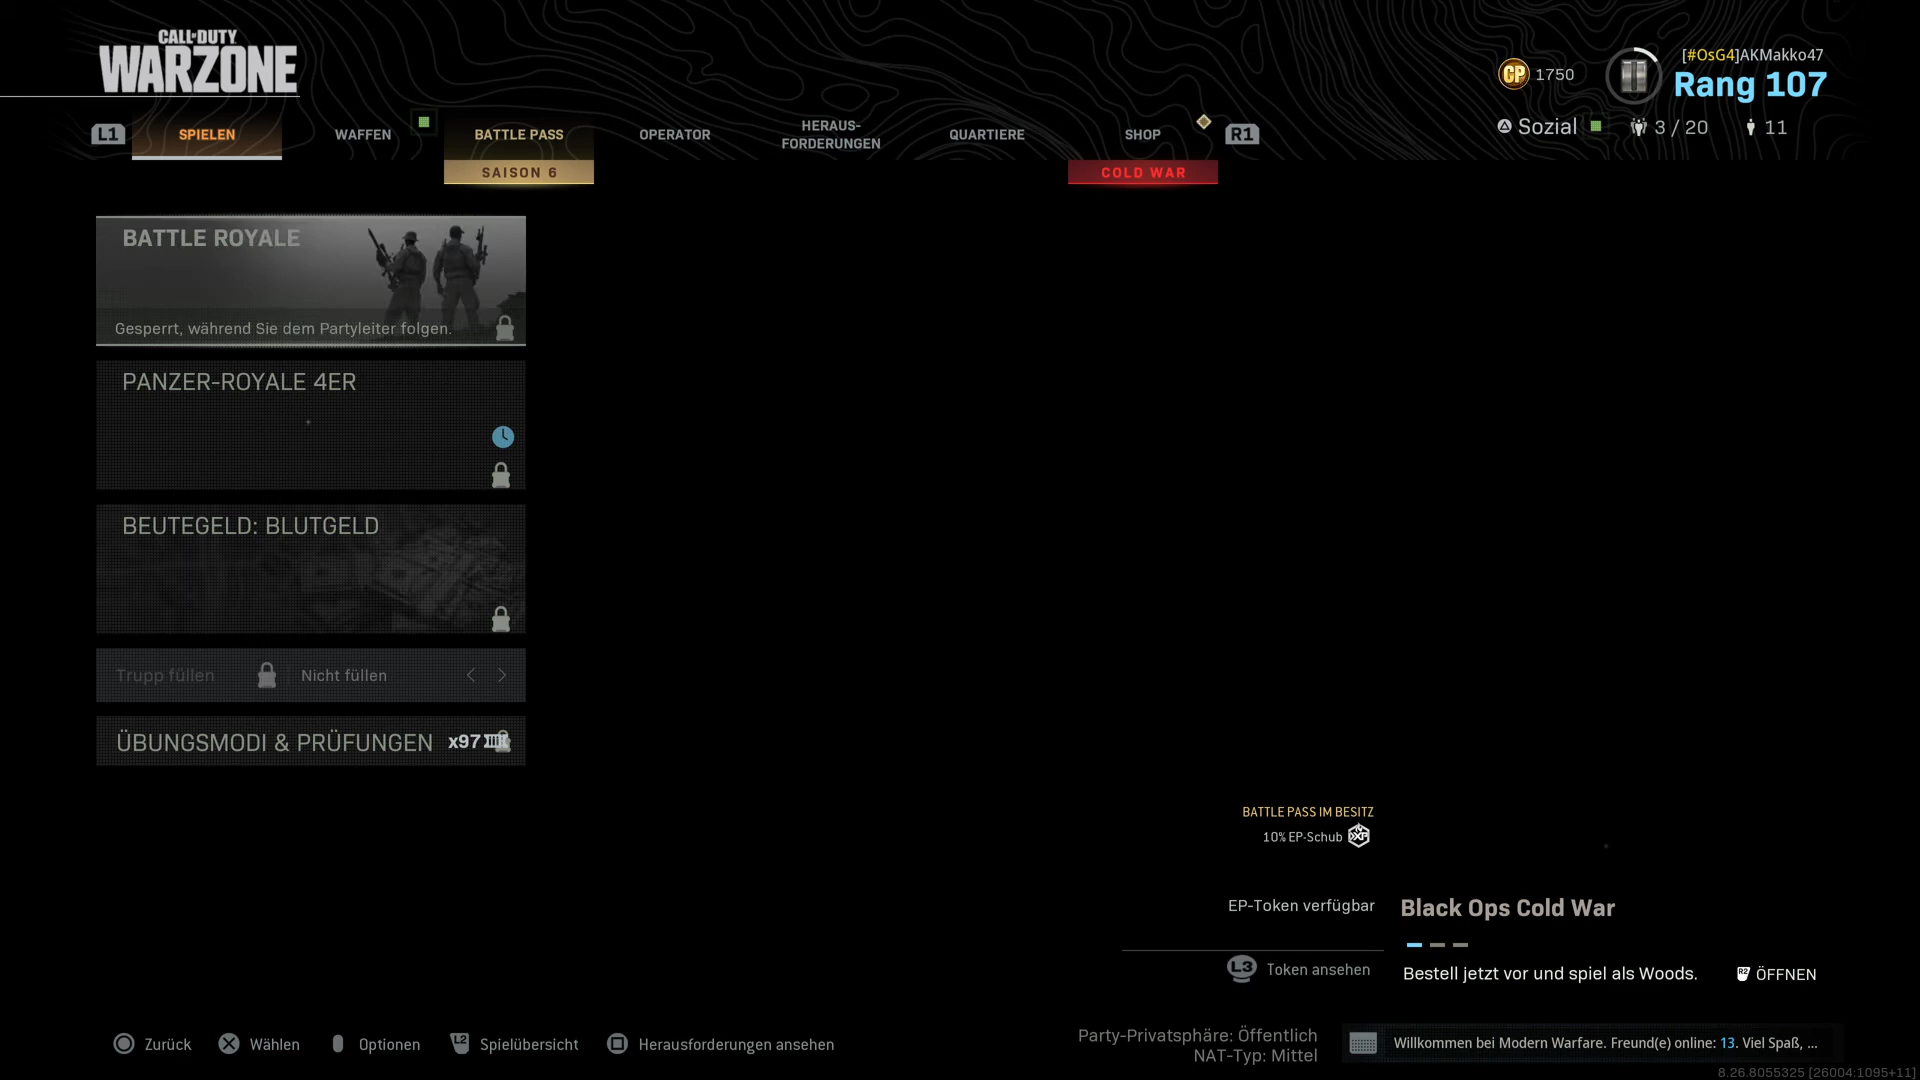 CALL OF DUTY
WARZONE
CP 1750
[#OsG4]AKMakko47
Rang 107
Sozial 3 / 20 11
L1 SPIELEN WAFFEN BATTLE PASS OPERATOR HERAUS-FORDERUNGEN QUARTIERE SHOP R1
SAISON 6
COLD WAR
BATTLE ROYALE
Gesperrt, während Sie dem Partyleiter folgen.
PANZER-ROYALE 4ER
BEUTEGELD: BLUTGELD
Trupp füllen Nicht füllen
ÜBUNGSMODI & PRÜFUNGEN x97
BATTLE PASS IM BESITZ
10% EP-Schub
EP-Token verfügbar
L3 Token ansehen
Black Ops Cold War
Bestell jetzt vor und spiel als Woods.
R2 ÖFFNEN
Zurück Wählen Optionen L2 Spielübersicht Herausforderungen ansehen
Party-Privatsphäre: Öffentlich
NAT-Typ: Mittel
Willkommen bei Modern Warfare. Freund(e) online: 13. Viel Spaß, ...
8.26.8055325 [26004:1095+11]